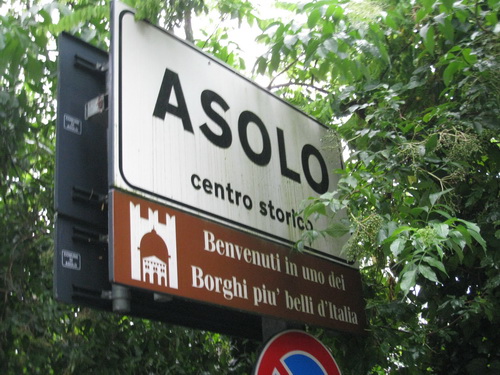 ASOLO
centro storico
Benvenuti in uno dei
Borghi piu' belli d'Italia